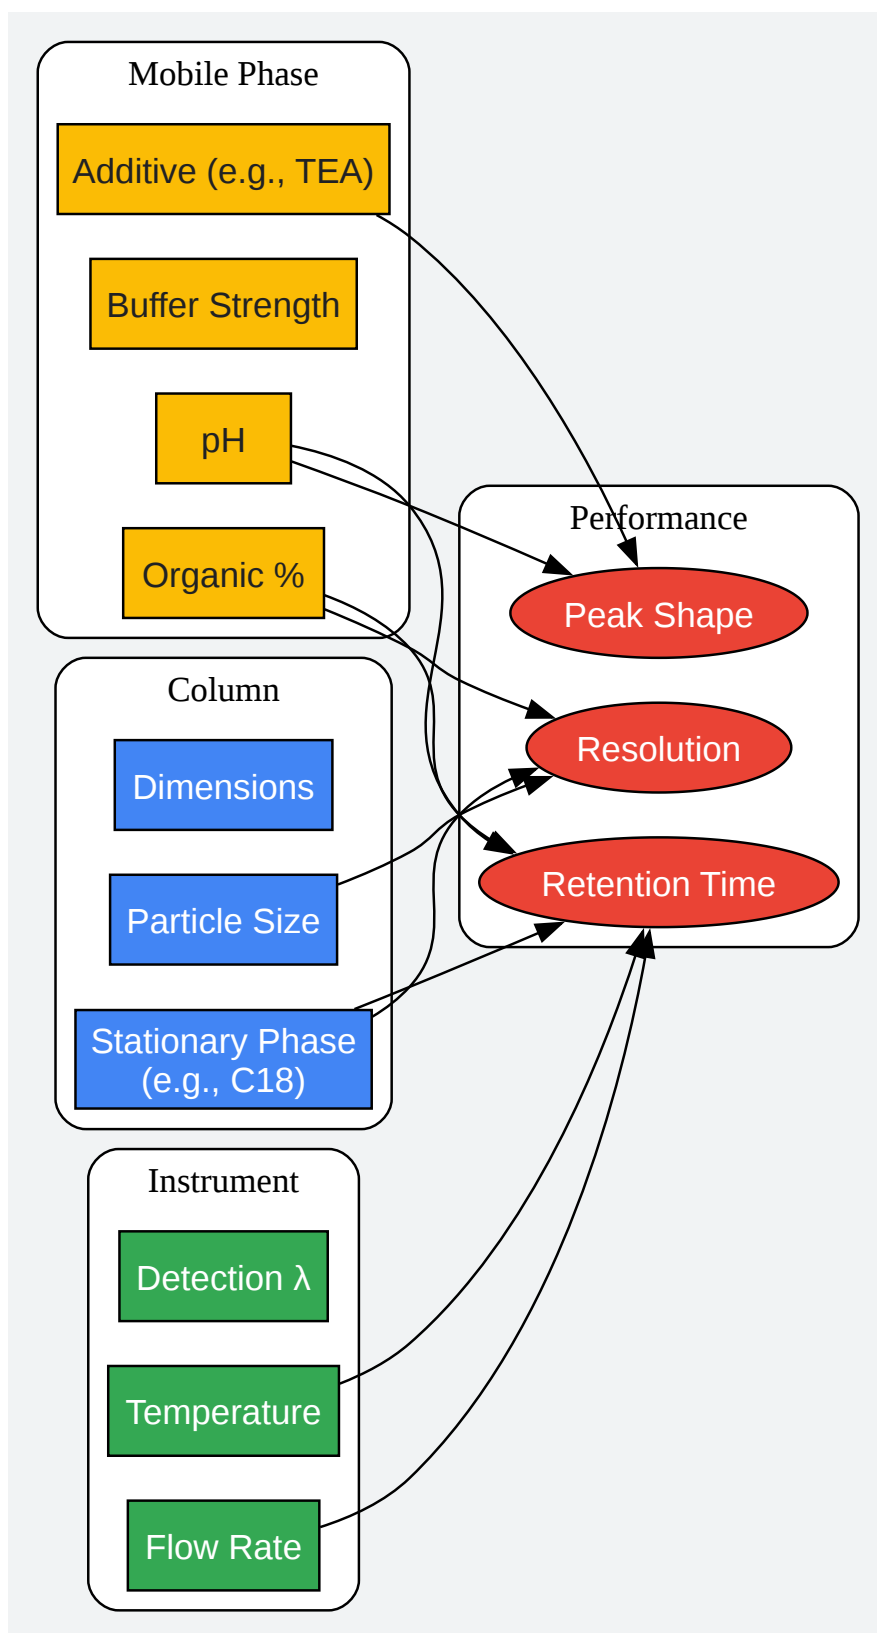 Mobile Phase
Additive (e.g., TEA)
Buffer Strength
pH
Organic %
Column
Dimensions
Particle Size
Stationary Phase
(e.g., C18)
Instrument
Detection λ
Temperature
Flow Rate
Performance
Peak Shape
Resolution
Retention Time